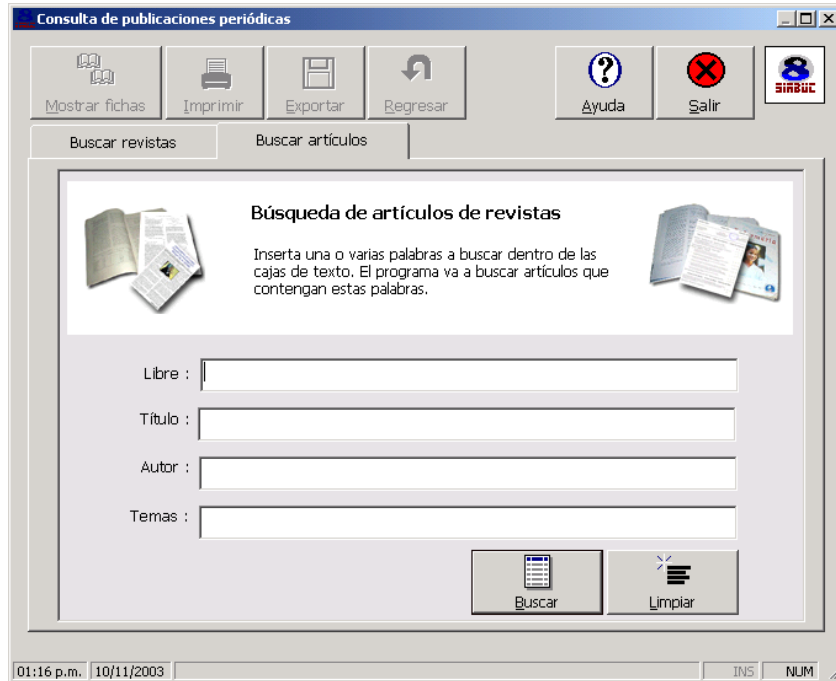 Consulta de publicaciones periódicas
Mostrar fichas
Imprimir
Exportar
Regresar
Ayuda
Salir
8
SIABUC
Buscar revistas
Buscar artículos
Búsqueda de artículos de revistas
Inserta una o varias palabras a buscar dentro de las
cajas de texto. El programa va a buscar artículos que
contengan estas palabras.
Libre :
Título :
Autor :
Temas :
Buscar
Limpiar
01:16 p.m.
10/11/2003
INS
NUM